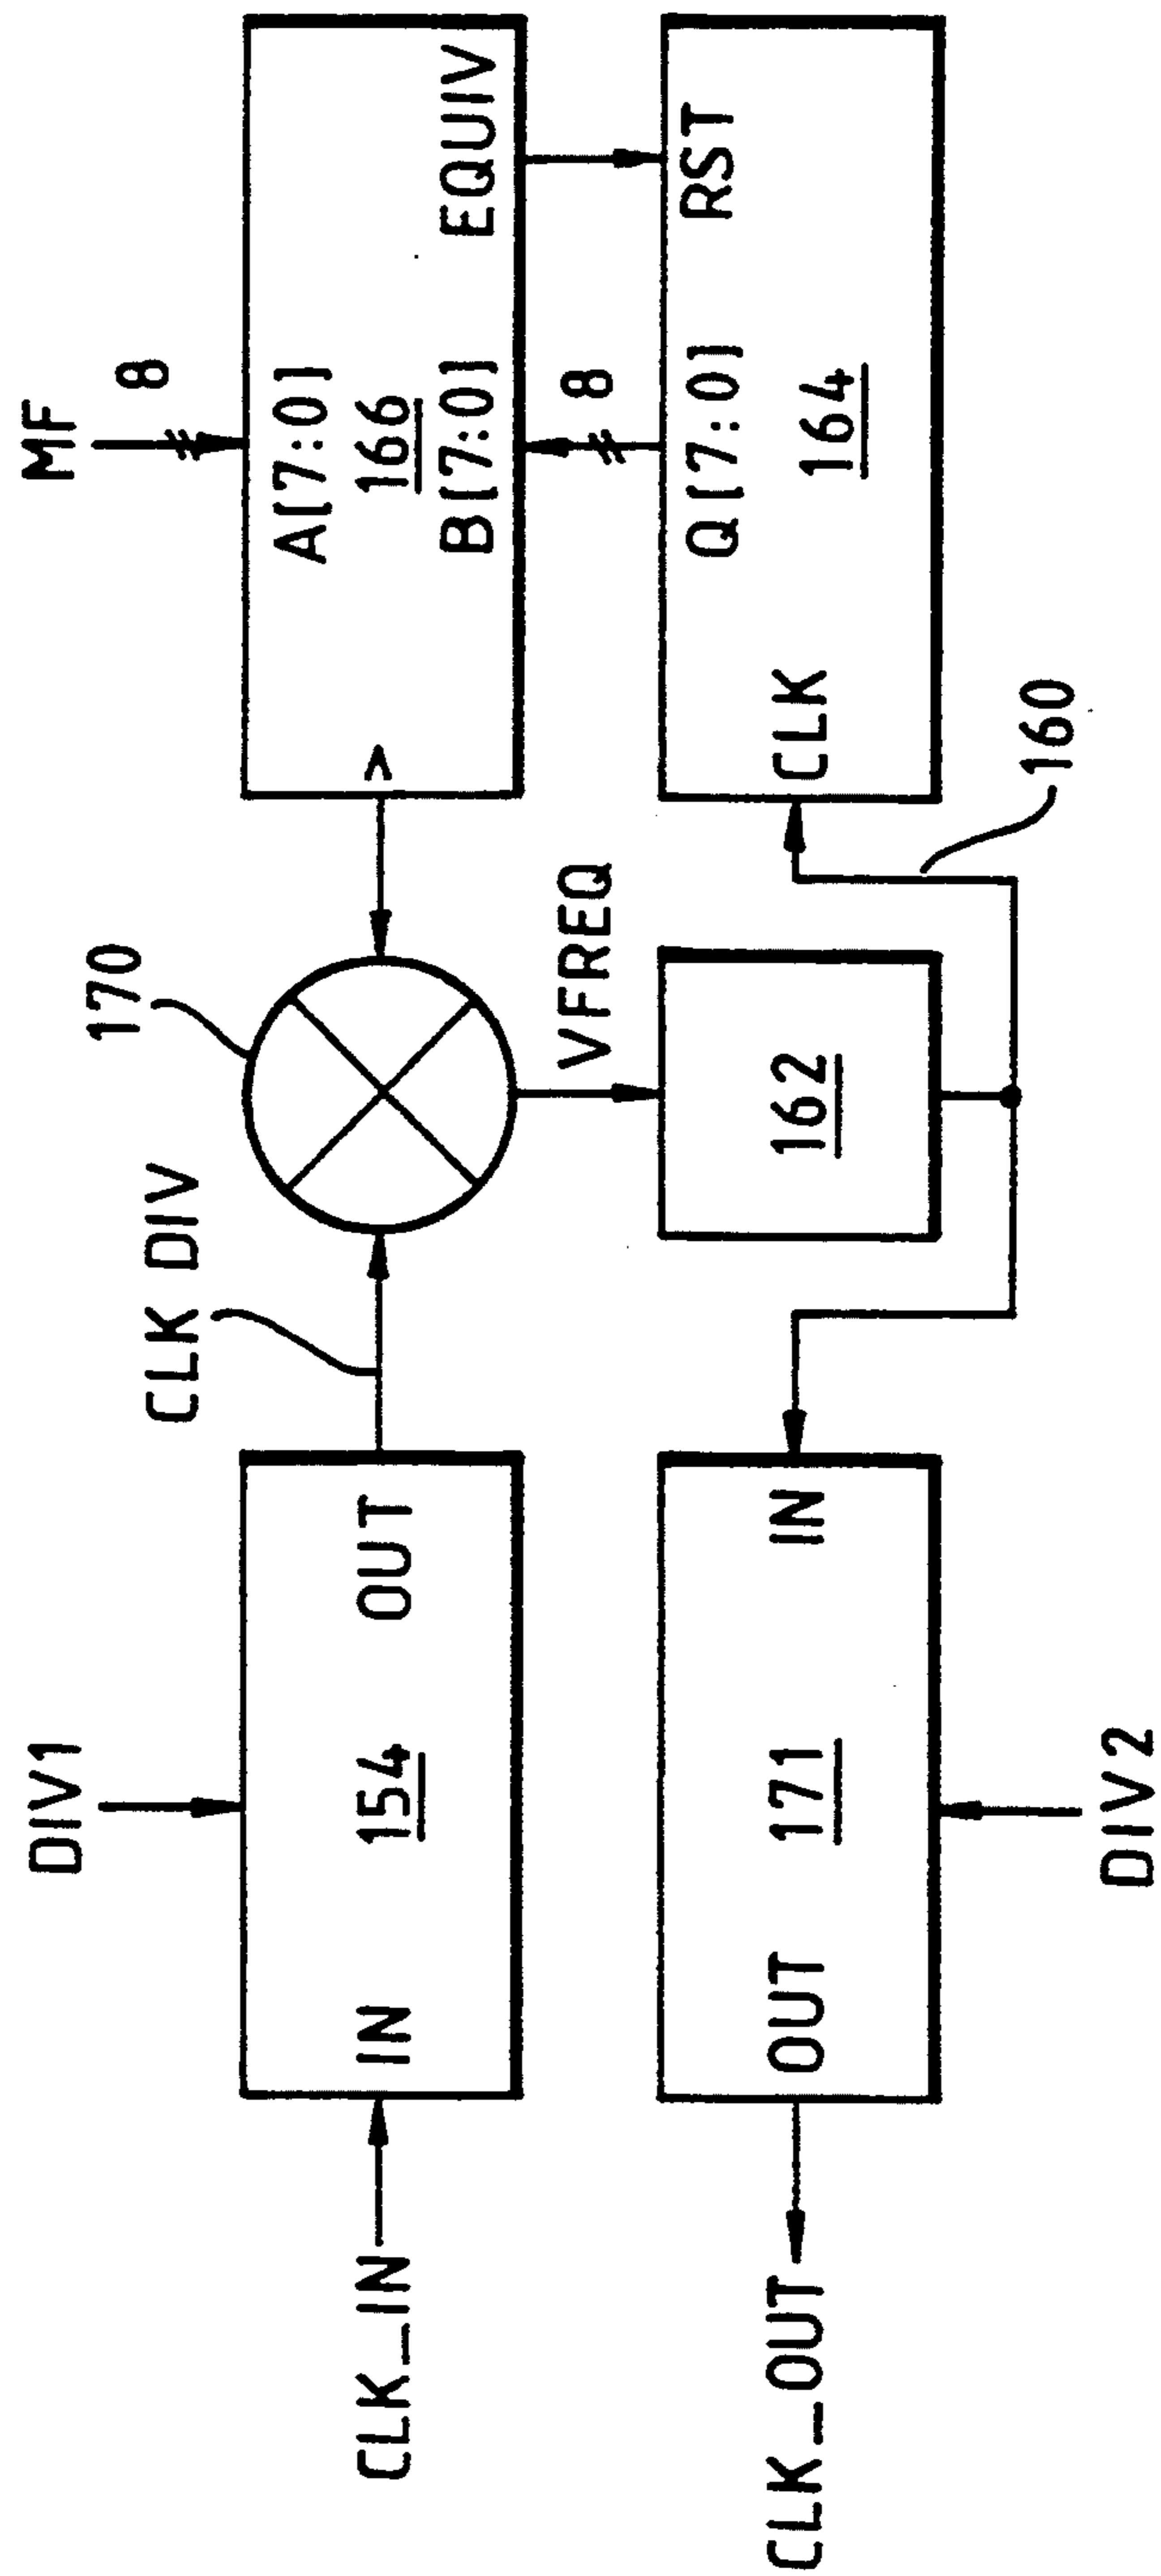 MF
8
A[7:0]
166
B[7:0]
EQUIV
>
8
Q[7:0]
RST
164
CLK
160
170
VFREQ
162
CLK DIV
DIV1
IN
154
OUT
CLK_IN
IN
171
OUT
DIV2
CLK_OUT